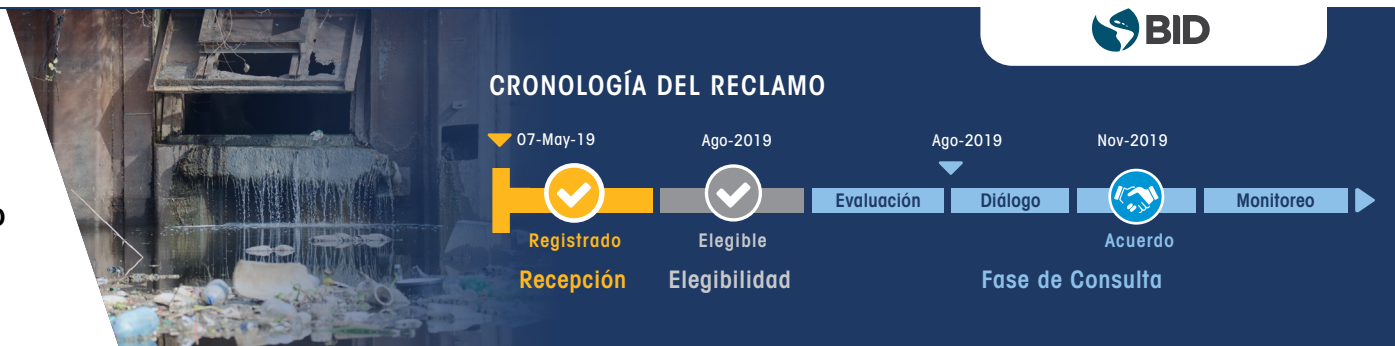 BID
CRONOLOGÍA DEL RECLAMO
07-May-19 Ago-2019 Ago-2019 Nov-2019
Evaluación Diálogo Monitoreo
Registrado Elegible Acuerdo
Recepción Elegibilidad Fase de Consulta